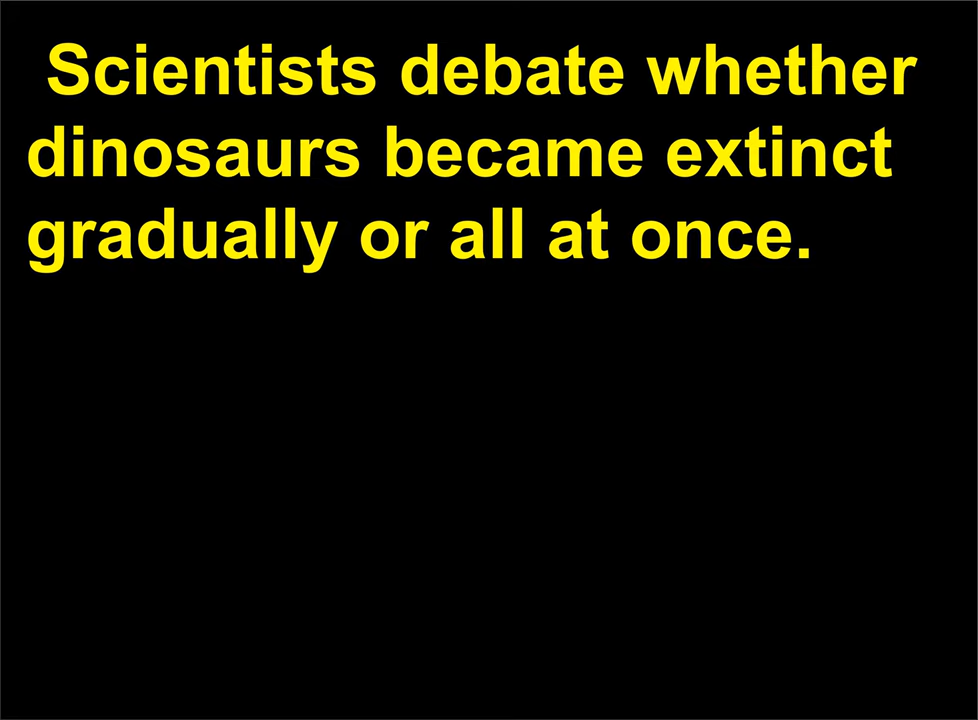 Scientists debate whether
dinosaurs became extinct
gradually or all at once.